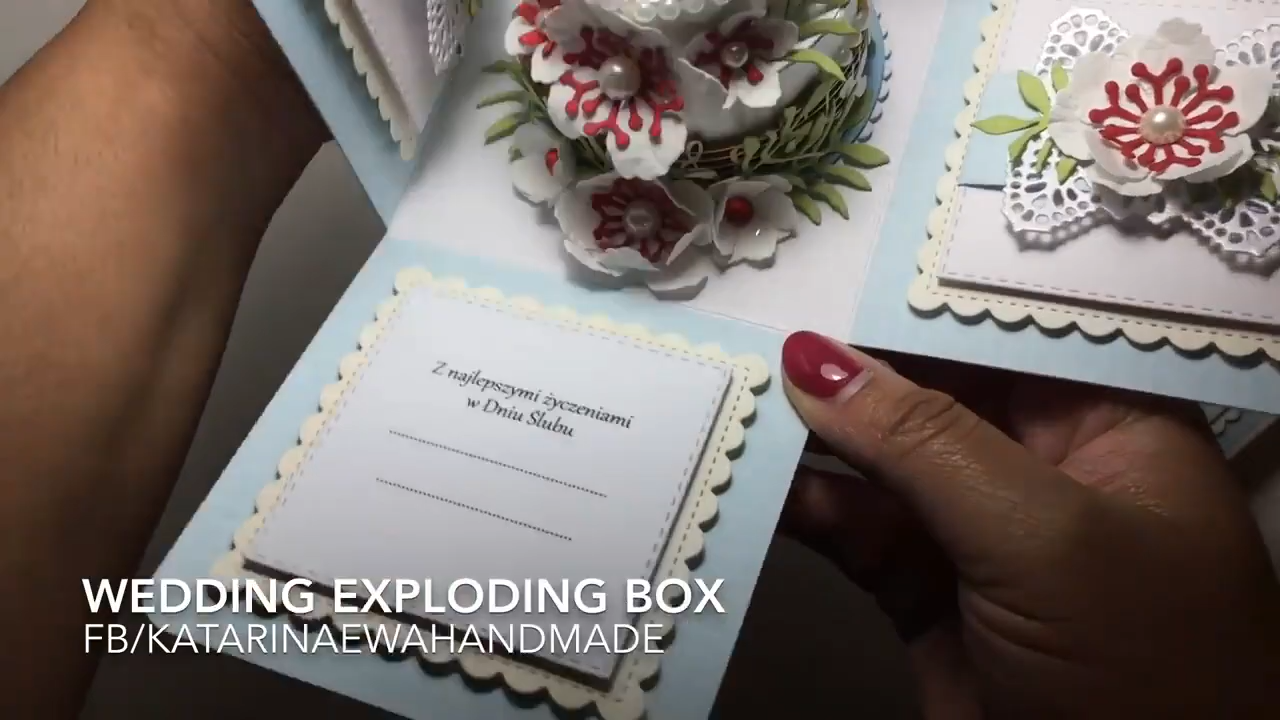 Z najlepszymi życzeniami
w Dniu Ślubu
WEDDING EXPLODING BOX
FB/KATARINAEWAHANDMADE